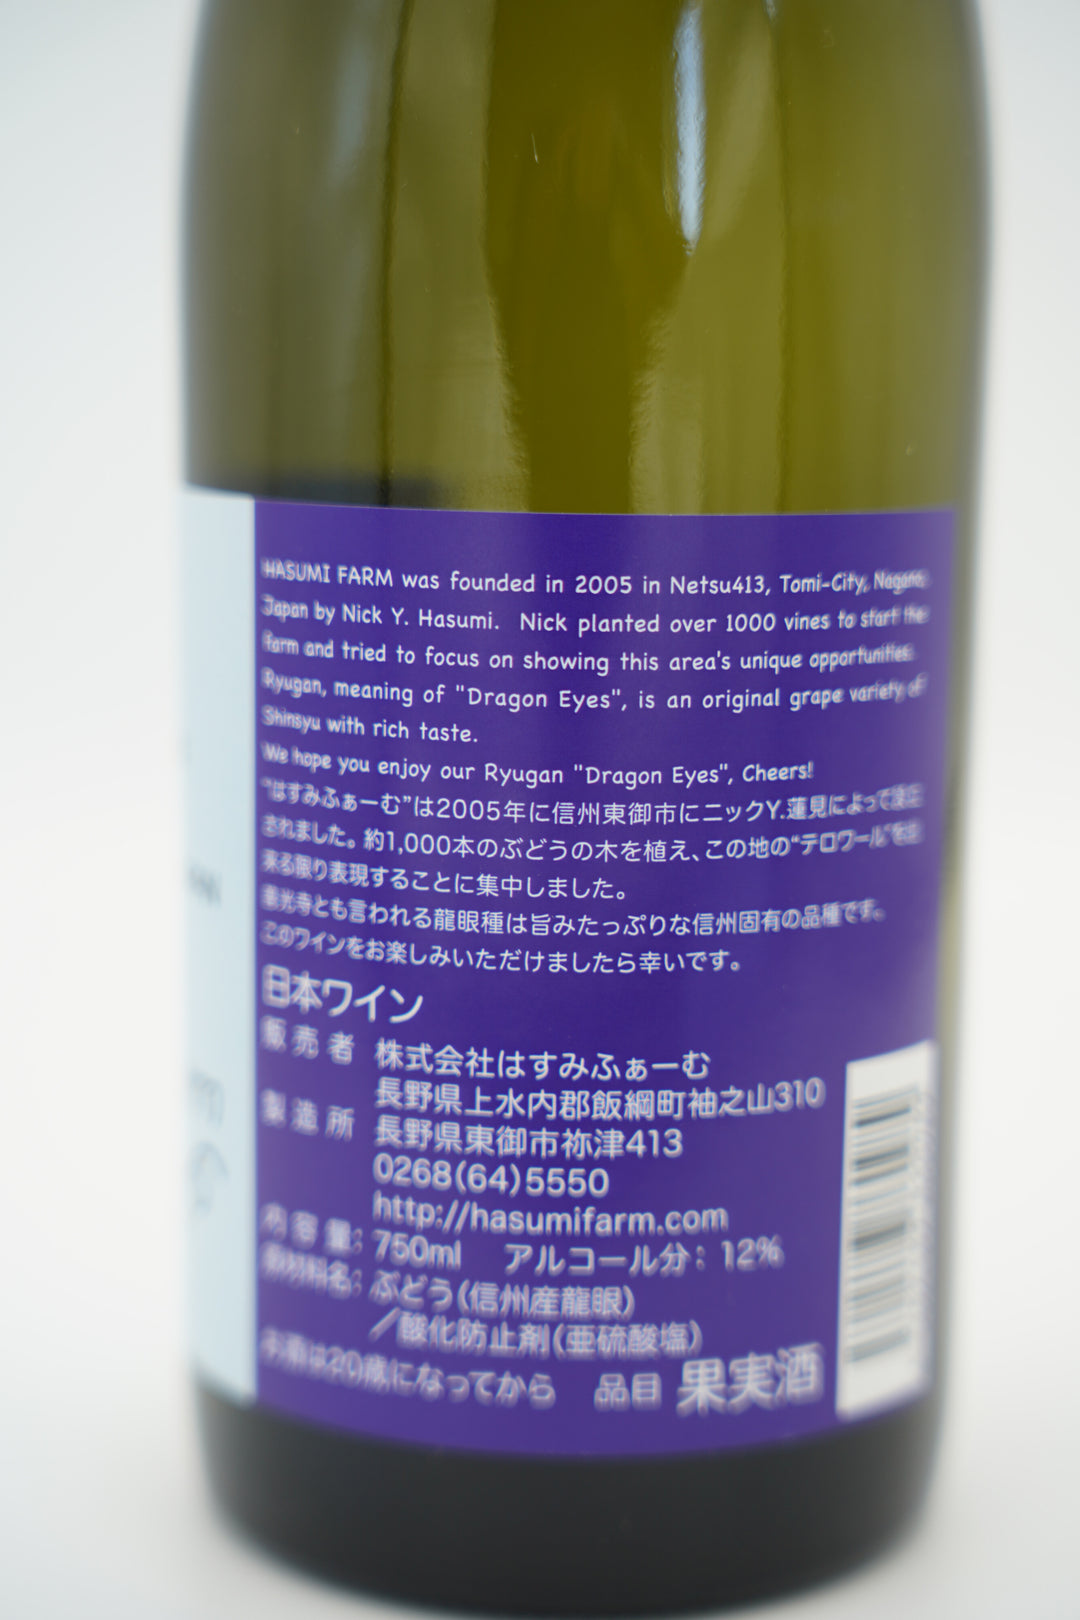 HASUMI FARM was founded in 2005 in Netsu413, Tomi-City, Nagano,
Japan by Nick Y. Hasumi. Nick planted over 1000 vines to start the
farm and tried to focus on showing this area's unique opportunities.
Ryugan, meaning of "Dragon Eyes", is an original grape variety of
Shinsyu with rich taste.
We hope you enjoy our Ryugan "Dragon Eyes", Cheers!
“はすみふぁーむ”は2005年に信州東御市にニックY.蓮見によって設立
されました。約1,000本のぶどうの木を植え、この地の“テロワール”を出
来る限り表現することに集中しました。
善光寺とも言われる龍眼種は旨みたっぷりな信州固有の品種です。
このワインをお楽しみいただけましたら幸いです。
日本ワイン
販売者 株式会社はすみふぁーむ
長野県上水内郡飯綱町袖之山310
製造所 長野県東御市祢津413
0268(64)5550
http://hasumifarm.com
内容量: 750ml アルコール分: 12%
原材料名: ぶどう(信州産龍眼)
／酸化防止剤(亜硫酸塩)
お酒は20歳になってから 品目 果実酒